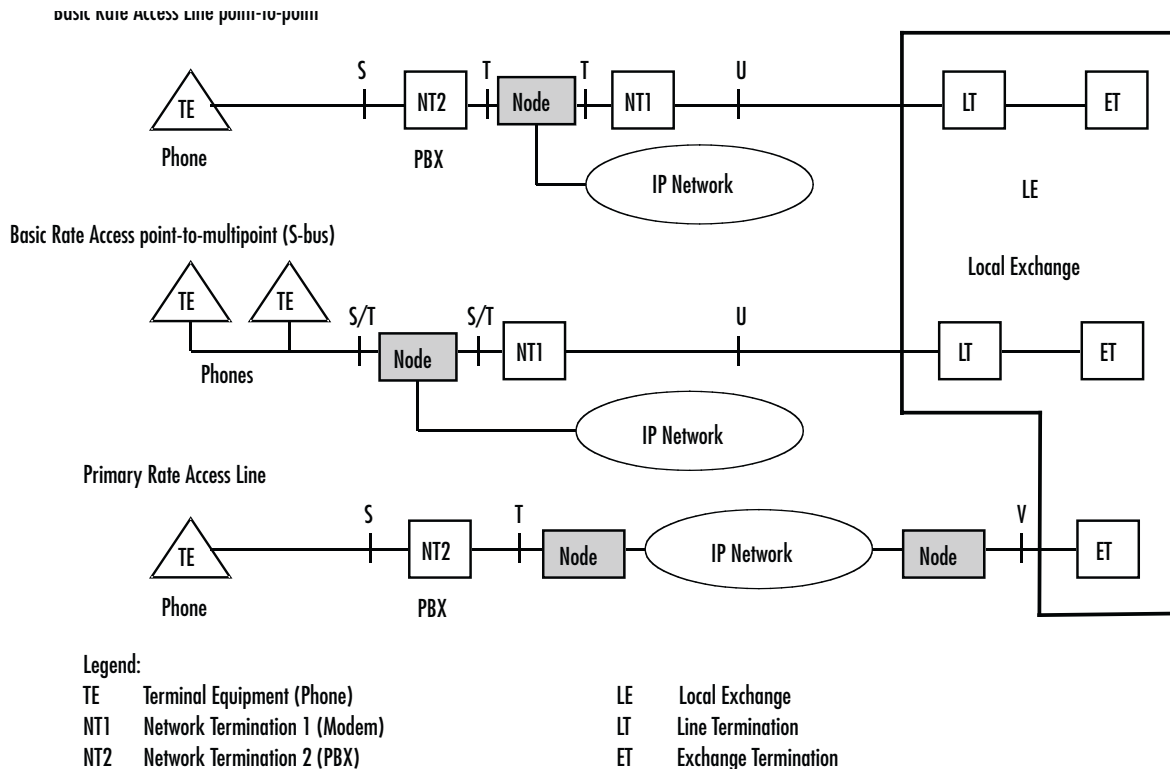 Basic Rate Access Line point-to-point
S T T U
TE NT2 Node NT1 LT ET
Phone PBX
IP Network
LE
Basic Rate Access point-to-multipoint (S-bus)
Local Exchange
TE TE
S/T S/T U
Node NT1 LT ET
Phones
IP Network
Primary Rate Access Line
S T V
TE NT2 Node IP Network Node ET
Phone PBX
Legend:
TE Terminal Equipment (Phone) LE Local Exchange
NT1 Network Termination 1 (Modem) LT Line Termination
NT2 Network Termination 2 (PBX) ET Exchange Termination